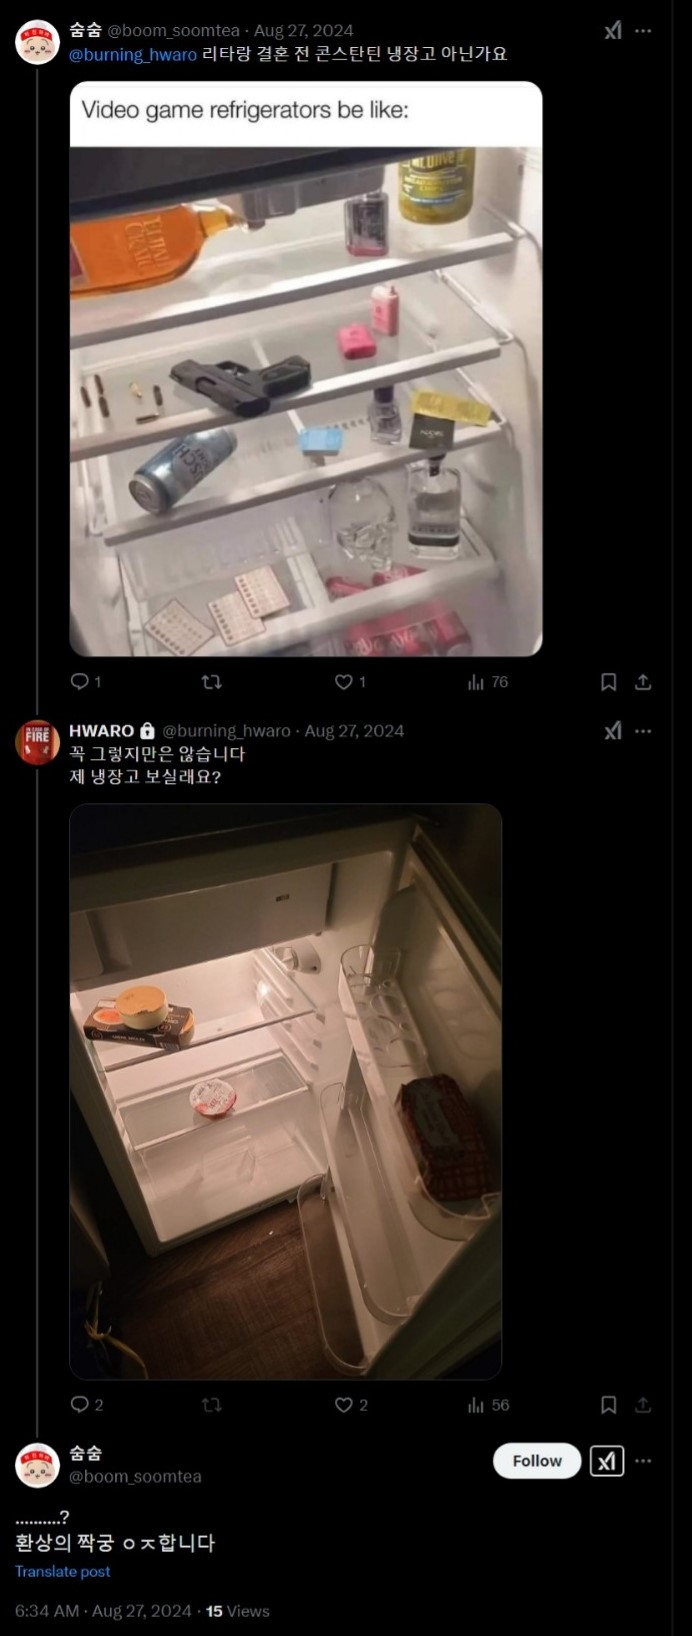 숨숨 @boom_soomtea · Aug 27, 2024
@burning_hwaro 리타랑 결혼 전 콘스탄틴 냉장고 아닌가요
Video game refrigerators be like:
1 1 76
IN CASE OF
FIRE
HWARO @burning_hwaro · Aug 27, 2024
꼭 그렇지만은 않습니다
제 냉장고 보실래요?
2 2 56
숨숨
@boom_soomtea
Follow
..........?
환상의 짝궁 ㅇㅈ합니다
Translate post
6:34 AM · Aug 27, 2024 · 15 Views